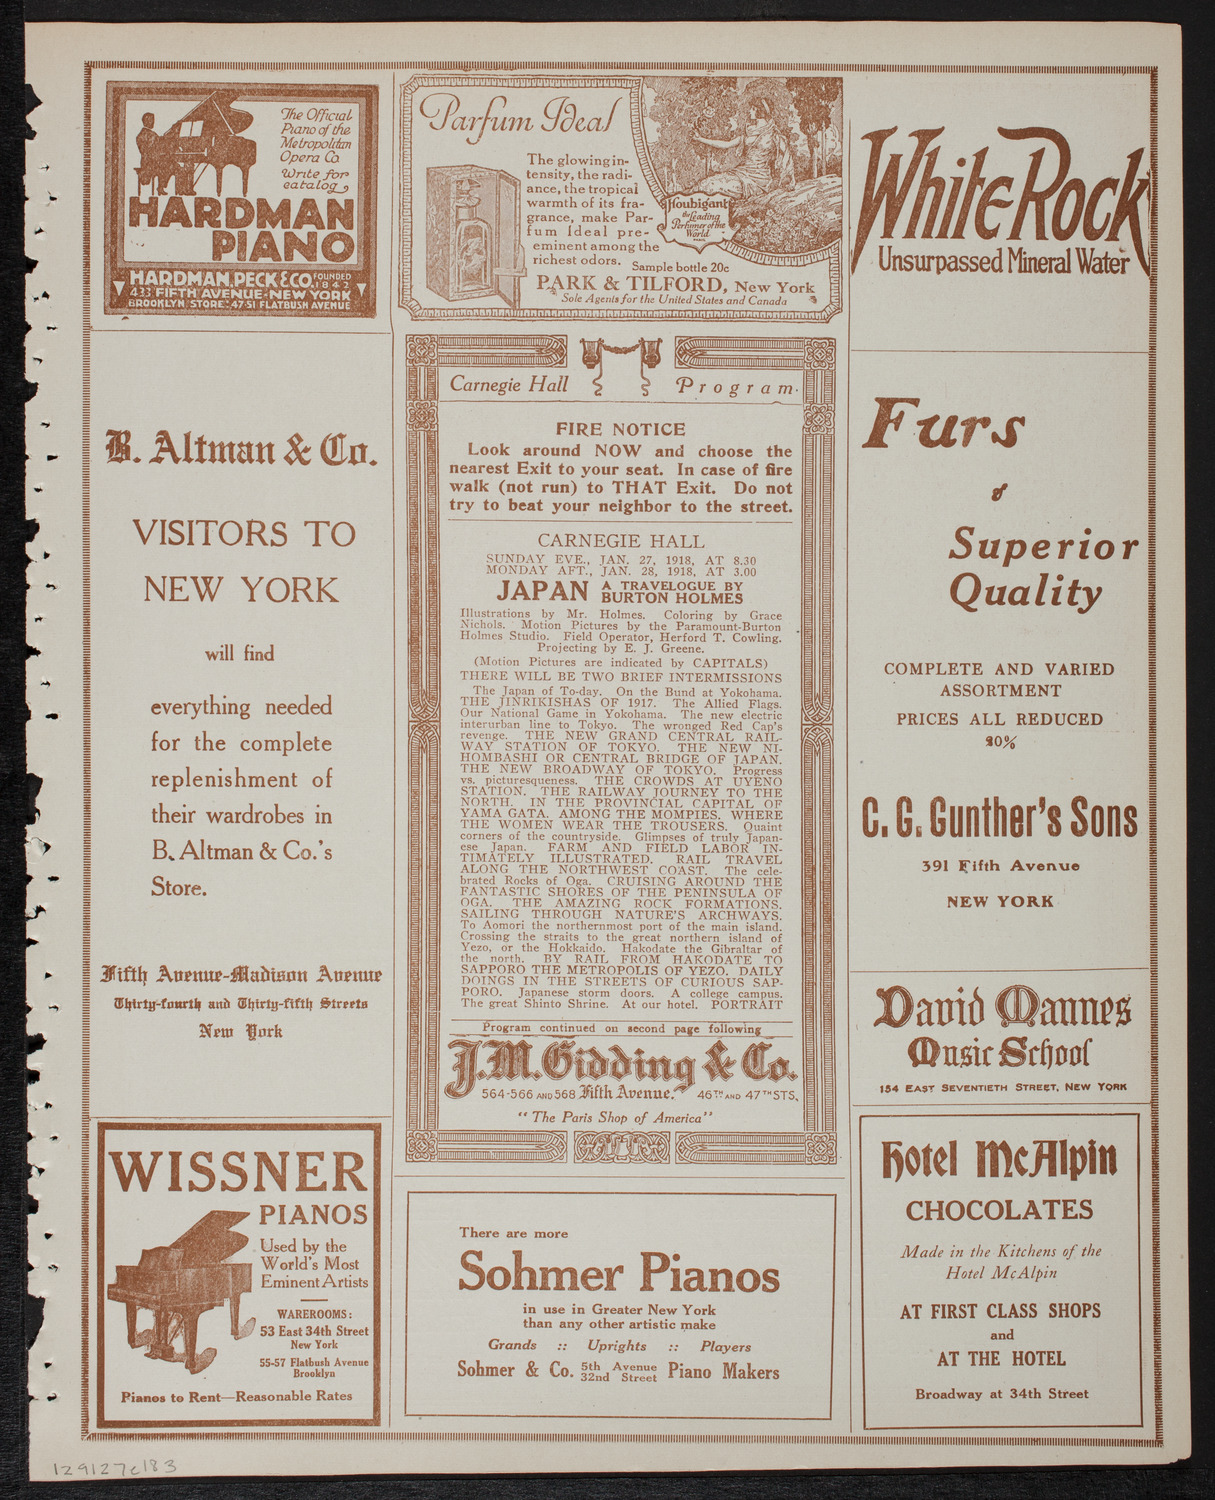 The Official
Piano of the
Metropolitan
Opera Co.
Write for
catalog
HARDMAN
PIANO
HARDMAN, PECK & CO. FOUNDED 1842
433 FIFTH AVENUE-NEW YORK
BROOKLYN STORE-47-51 FLATBUSH AVENUE
Parfum Ideal
The glowing in-
tensity, the radi-
ance, the tropical
warmth of its fra-
grance, make Par-
fum Ideal pre-
eminent among the
richest odors.
Houbigant
the Leading
Perfumer of the
World
PARIS
Sample bottle 20c
PARK & TILFORD, New York
Sole Agents for the United States and Canada
White Rock
Unsurpassed Mineral Water
B. Altman & Co.
VISITORS TO
NEW YORK
will find
everything needed
for the complete
replenishment of
their wardrobes in
B. Altman & Co.'s
Store.
Fifth Avenue-Madison Avenue
Thirty-fourth and Thirty-fifth Streets
New York
WISSNER
PIANOS
Used by the
World's Most
Eminent Artists
WAREROOMS:
53 East 34th Street
New York
55-57 Flatbush Avenue
Brooklyn
Pianos to Rent—Reasonable Rates
Carnegie Hall Program
FIRE NOTICE
Look around NOW and choose the
nearest Exit to your seat. In case of fire
walk (not run) to THAT Exit. Do not
try to beat your neighbor to the street.
CARNEGIE HALL
SUNDAY EVE., JAN. 27, 1918, AT 8.30
MONDAY AFT., JAN. 28, 1918, AT 3.00
JAPAN A TRAVELOGUE BY
BURTON HOLMES
Illustrations by Mr. Holmes. Coloring by Grace
Nichols. Motion Pictures by the Paramount-Burton
Holmes Studio. Field Operator, Herford T. Cowling.
Projecting by E. J. Greene.
(Motion Pictures are indicated by CAPITALS)
THERE WILL BE TWO BRIEF INTERMISSIONS
The Japan of To-day. On the Bund at Yokohama.
THE JINRIKISHAS OF 1917. The Allied Flags.
Our National Game in Yokohama. The new electric
interurban line to Tokyo. The wronged Red Cap's
revenge. THE NEW GRAND CENTRAL RAIL-
WAY STATION OF TOKYO. THE NEW NI-
HOMBASHI OR CENTRAL BRIDGE OF JAPAN.
THE NEW BROADWAY OF TOKYO. Progress
vs. picturesqueness. THE CROWDS AT UYENO
STATION. THE RAILWAY JOURNEY TO THE
NORTH. IN THE PROVINCIAL CAPITAL OF
YAMA GATA. AMONG THE MOMPIES, WHERE
THE WOMEN WEAR THE TROUSERS. Quaint
corners of the countryside. Glimpses of truly Japan-
ese Japan. FARM AND FIELD LABOR IN-
TIMATELY ILLUSTRATED. RAIL TRAVEL
ALONG THE NORTHWEST COAST. The cele-
brated Rocks of Oga. CRUISING AROUND THE
FANTASTIC SHORES OF THE PENINSULA OF
OGA. THE AMAZING ROCK FORMATIONS.
SAILING THROUGH NATURE'S ARCHWAYS.
To Aomori the northernmost port of the main island.
Crossing the straits to the great northern island of
Yezo, or the Hokkaido. Hakodate the Gibraltar of
the north. BY RAIL FROM HAKODATE TO
SAPPORO THE METROPOLIS OF YEZO. DAILY
DOINGS IN THE STREETS OF CURIOUS SAP-
PORO. Japanese storm doors. A college campus.
The great Shinto Shrine. At our hotel. PORTRAIT
Program continued on second page following
J.M. Gidding & Co.
564-566 AND 568 Fifth Avenue. 46TH AND 47TH STS.
"The Paris Shop of America"
There are more
Sohmer Pianos
in use in Greater New York
than any other artistic make
Grands :: Uprights :: Players
Sohmer & Co. 5th Avenue 32nd Street Piano Makers
Furs
of
Superior
Quality
COMPLETE AND VARIED
ASSORTMENT
PRICES ALL REDUCED
20%
C. G. Gunther's Sons
391 Fifth Avenue
NEW YORK
David Mannes
Music School
154 EAST SEVENTIETH STREET, NEW YORK
Hotel McAlpin
CHOCOLATES
Made in the Kitchens of the
Hotel McAlpin
AT FIRST CLASS SHOPS
and
AT THE HOTEL
Broadway at 34th Street
129127c183